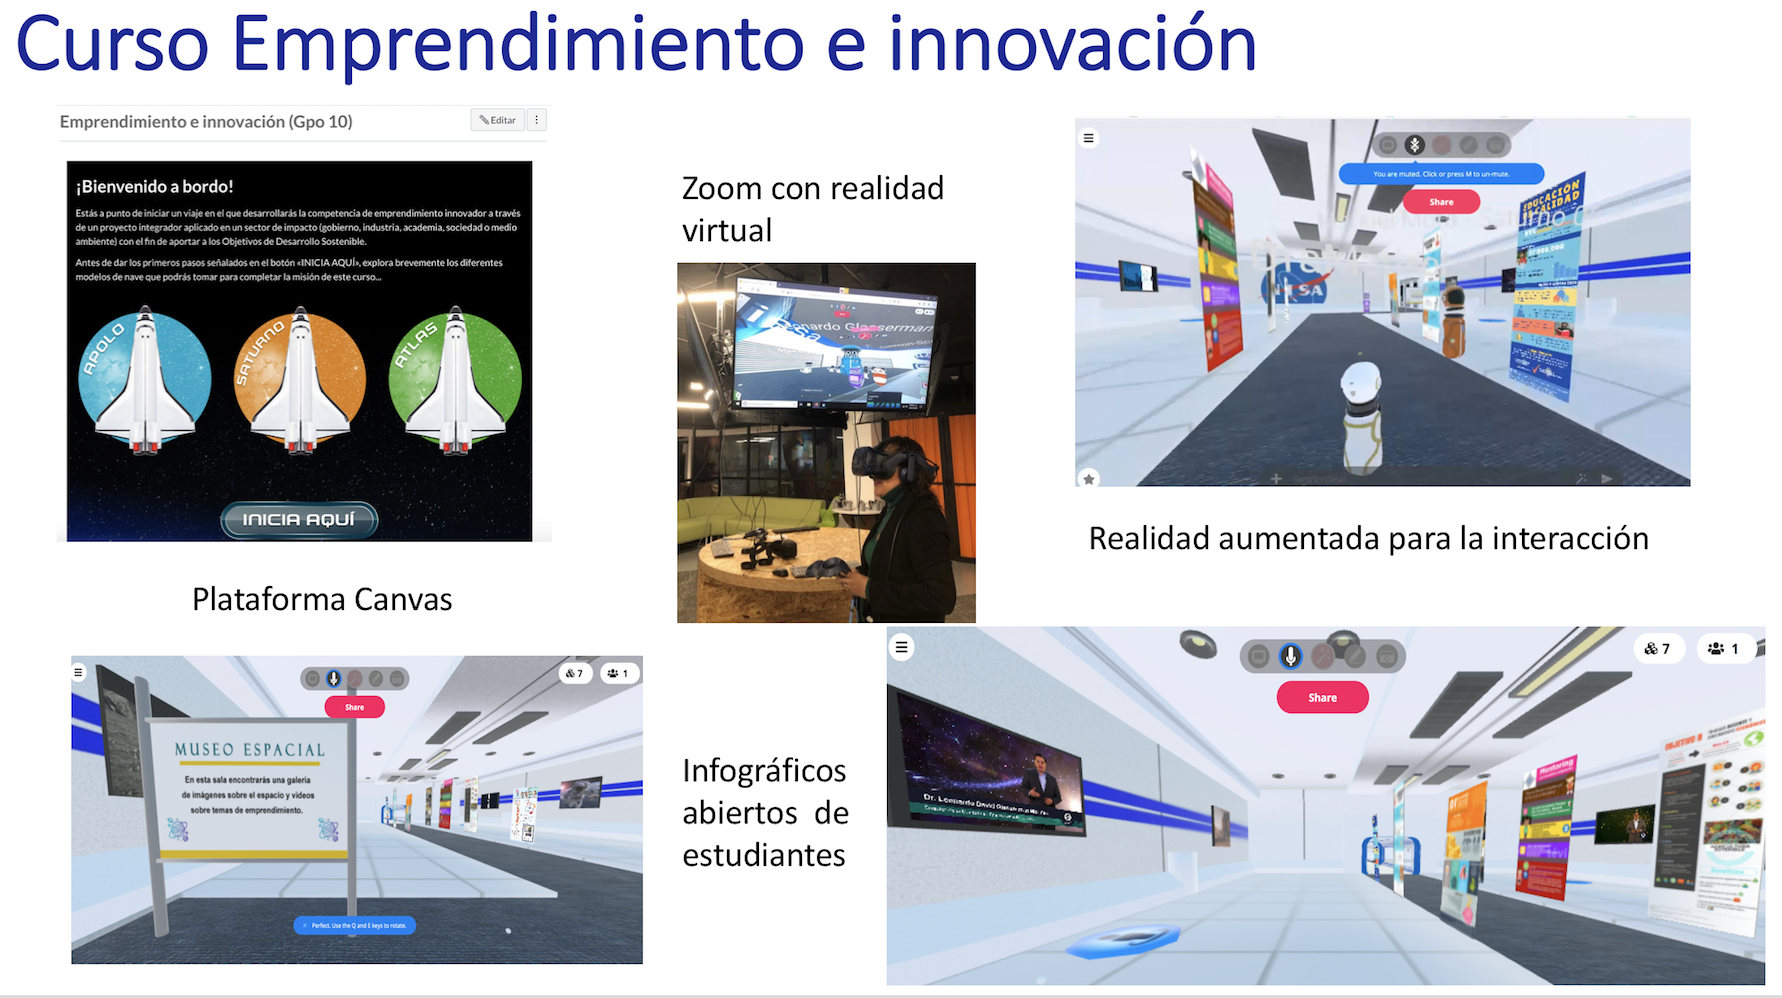 Curso Emprendimiento e innovación
Emprendimiento e innovación (Gpo 10)
Editar
¡Bienvenido a bordo!
Estás a punto de iniciar un viaje en el que desarrollarás la competencia de emprendimiento innovador a través
de un proyecto integrador aplicado en un sector de impacto (gobierno, industria, academia, sociedad o medio
ambiente) con el fin de aportar a los Objetivos de Desarrollo Sostenible.
Antes de dar los primeros pasos señalados en el botón «INICIA AQUÍ», explora brevemente los diferentes
modelos de nave que podrás tomar para completar la misión de este curso...
APOLO
SATURNO
ATLAS
INICIA AQUÍ
Plataforma Canvas
Zoom con realidad
virtual
You are muted. Click or press M to un-mute.
Share
EDUCACIÓN
DE CALIDAD
Realidad aumentada para la interacción
7
1
Share
MUSEO ESPACIAL
En esta sala encontrarás una galería
de imágenes sobre el espacio y videos
sobre temas de emprendimiento.
Perfect. Use the Q and E keys to rotate.
Infográficos
abiertos de
estudiantes
7
1
Share
Mentoring
OBJETIVO 8